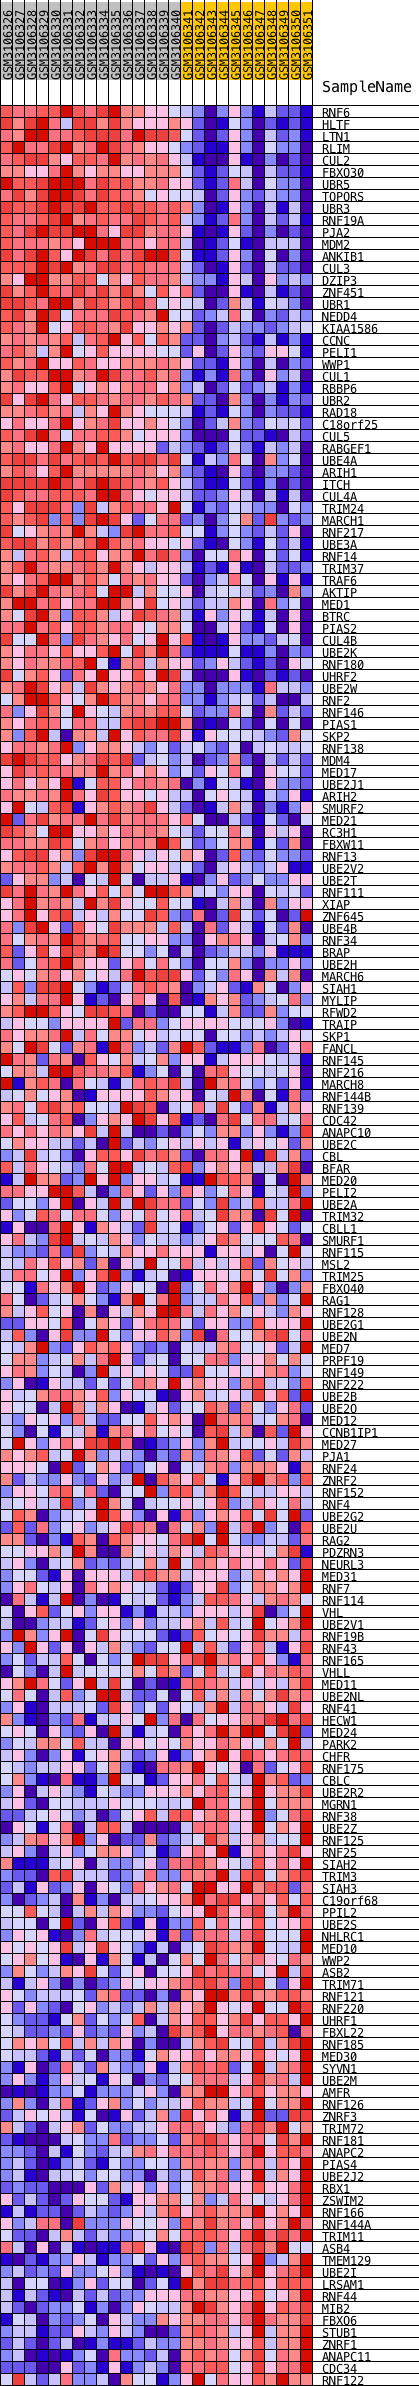 GSM3106326
GSM3106327
GSM3106328
GSM3106329
GSM3106330
GSM3106331
GSM3106332
GSM3106333
GSM3106334
GSM3106335
GSM3106336
GSM3106337
GSM3106338
GSM3106339
GSM3106340
GSM3106341
GSM3106342
GSM3106343
GSM3106344
GSM3106345
GSM3106346
GSM3106347
GSM3106348
GSM3106349
GSM3106350
GSM3106351
SampleName
RNF6
HLTF
LTN1
RLIM
CUL2
FBXO30
UBR5
TOPORS
UBR3
RNF19A
PJA2
MDM2
ANKIB1
CUL3
DZIP3
ZNF451
UBR1
NEDD4
KIAA1586
CCNC
PELI1
WWP1
CUL1
RBBP6
UBR2
RAD18
C18orf25
CUL5
RABGEF1
UBE4A
ARIH1
ITCH
CUL4A
TRIM24
MARCH1
RNF217
UBE3A
RNF14
TRIM37
TRAF6
AKTIP
MED1
BTRC
PIAS2
CUL4B
UBE2K
RNF180
UHRF2
UBE2W
RNF2
RNF146
PIAS1
SKP2
RNF138
MDM4
MED17
UBE2J1
ARIH2
SMURF2
MED21
RC3H1
FBXW11
RNF13
UBE2V2
UBE2T
RNF111
XIAP
ZNF645
UBE4B
RNF34
BRAP
UBE2H
MARCH6
SIAH1
MYLIP
RFWD2
TRAIP
SKP1
FANCL
RNF145
RNF216
MARCH8
RNF144B
RNF139
CDC42
ANAPC10
UBE2C
CBL
BFAR
MED20
PELI2
UBE2A
TRIM32
CBLL1
SMURF1
RNF115
MSL2
TRIM25
FBXO40
RAG1
RNF128
UBE2G1
UBE2N
MED7
PRPF19
RNF149
RNF222
UBE2B
UBE2O
MED12
CCNB1IP1
MED27
PJA1
RNF24
ZNRF2
RNF152
RNF4
UBE2G2
UBE2U
RAG2
PDZRN3
NEURL3
MED31
RNF7
RNF114
VHL
UBE2V1
RNF19B
RNF43
RNF165
VHLL
MED11
UBE2NL
RNF41
HECW1
MED24
PARK2
CHFR
RNF175
CBLC
UBE2R2
MGRN1
RNF38
UBE2Z
RNF125
RNF25
SIAH2
TRIM3
SIAH3
C19orf68
PPIL2
UBE2S
NHLRC1
MED10
WWP2
ASB2
TRIM71
RNF121
RNF220
UHRF1
FBXL22
RNF185
MED30
SYVN1
UBE2M
AMFR
RNF126
ZNRF3
TRIM72
RNF181
ANAPC2
PIAS4
UBE2J2
RBX1
ZSWIM2
RNF166
RNF144A
TRIM11
ASB4
TMEM129
UBE2I
LRSAM1
RNF44
MIB2
FBXO6
STUB1
ZNRF1
ANAPC11
CDC34
RNF122